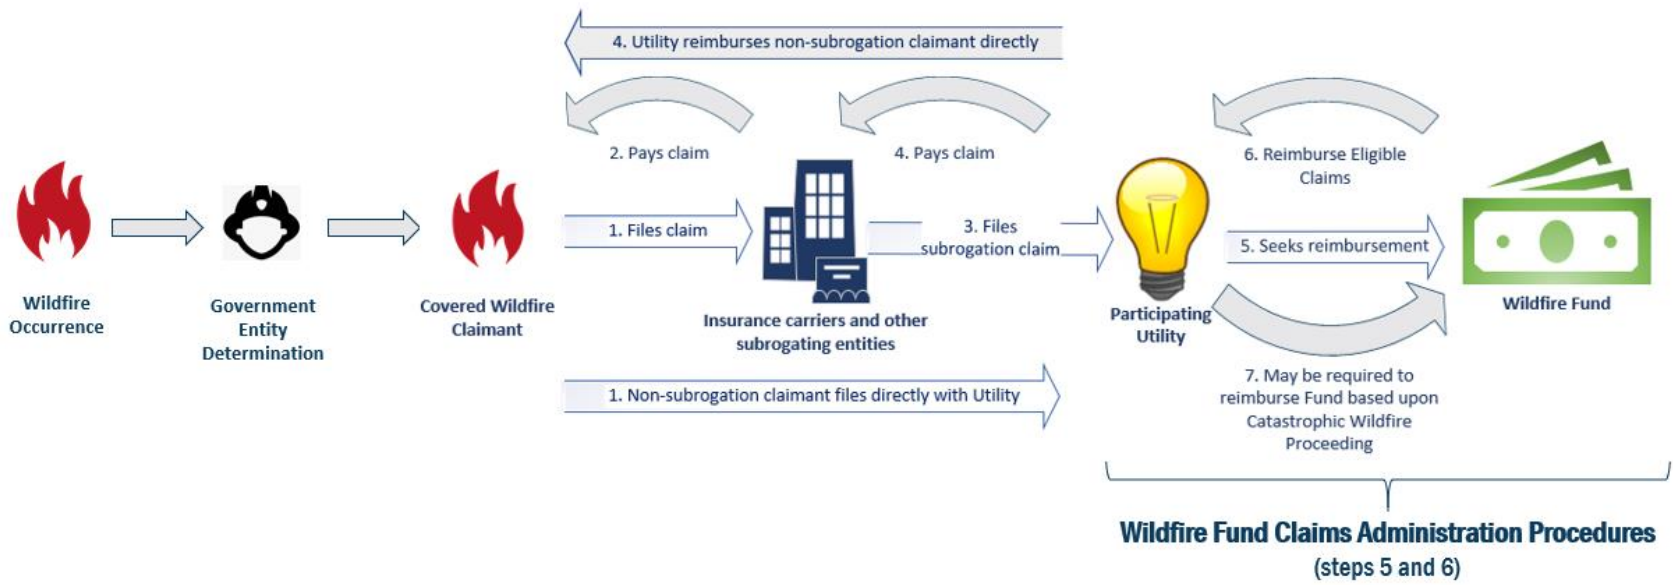 4. Utility reimburses non-subrogation claimant directly
2. Pays claim
4. Pays claim
6. Reimburse Eligible
Claims
1. Files claim
3. Files
subrogation claim
5. Seeks reimbursement
Wildfire
Occurrence
Government
Entity
Determination
Covered Wildfire
Claimant
Insurance carriers and other
subrogating entities
Participating
Utility
Wildfire Fund
1. Non-subrogation claimant files directly with Utility
7. May be required to
reimburse Fund based upon
Catastrophic Wildfire
Proceeding
Wildfire Fund Claims Administration Procedures
(steps 5 and 6)